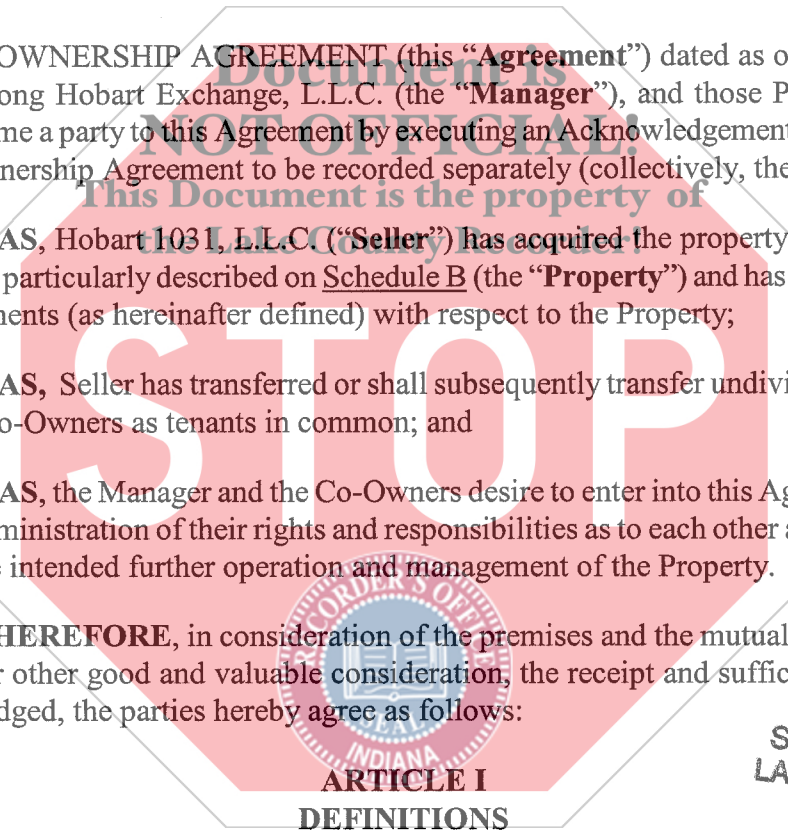 OWNERSHIP AGREEMENT (this “Agreement”) dated as o
Document is
ong Hobart Exchange, L.L.C. (the “Manager”), and those P
NOT OFFICIAL!
me a party to this Agreement by executing an Acknowledgement
nership Agreement to be recorded separately (collectively, the
This Document is the property of
the Lake County Recorder!
AS, Hobart 1031, L.L.C. (“Seller”) has acquired the property
particularly described on Schedule B (the “Property”) and has
nents (as hereinafter defined) with respect to the Property;
STOP
AS, Seller has transferred or shall subsequently transfer undivi
o-Owners as tenants in common; and
AS, the Manager and the Co-Owners desire to enter into this Ag
ministration of their rights and responsibilities as to each other a
e intended further operation and management of the Property.
RECORDER'S OFFICE
HEREFORE, in consideration of the premises and the mutual
r other good and valuable consideration, the receipt and suffic
dged, the parties hereby agree as follows:
SEAL
INDIANA
S
LA
ARTICLE I
DEFINITIONS